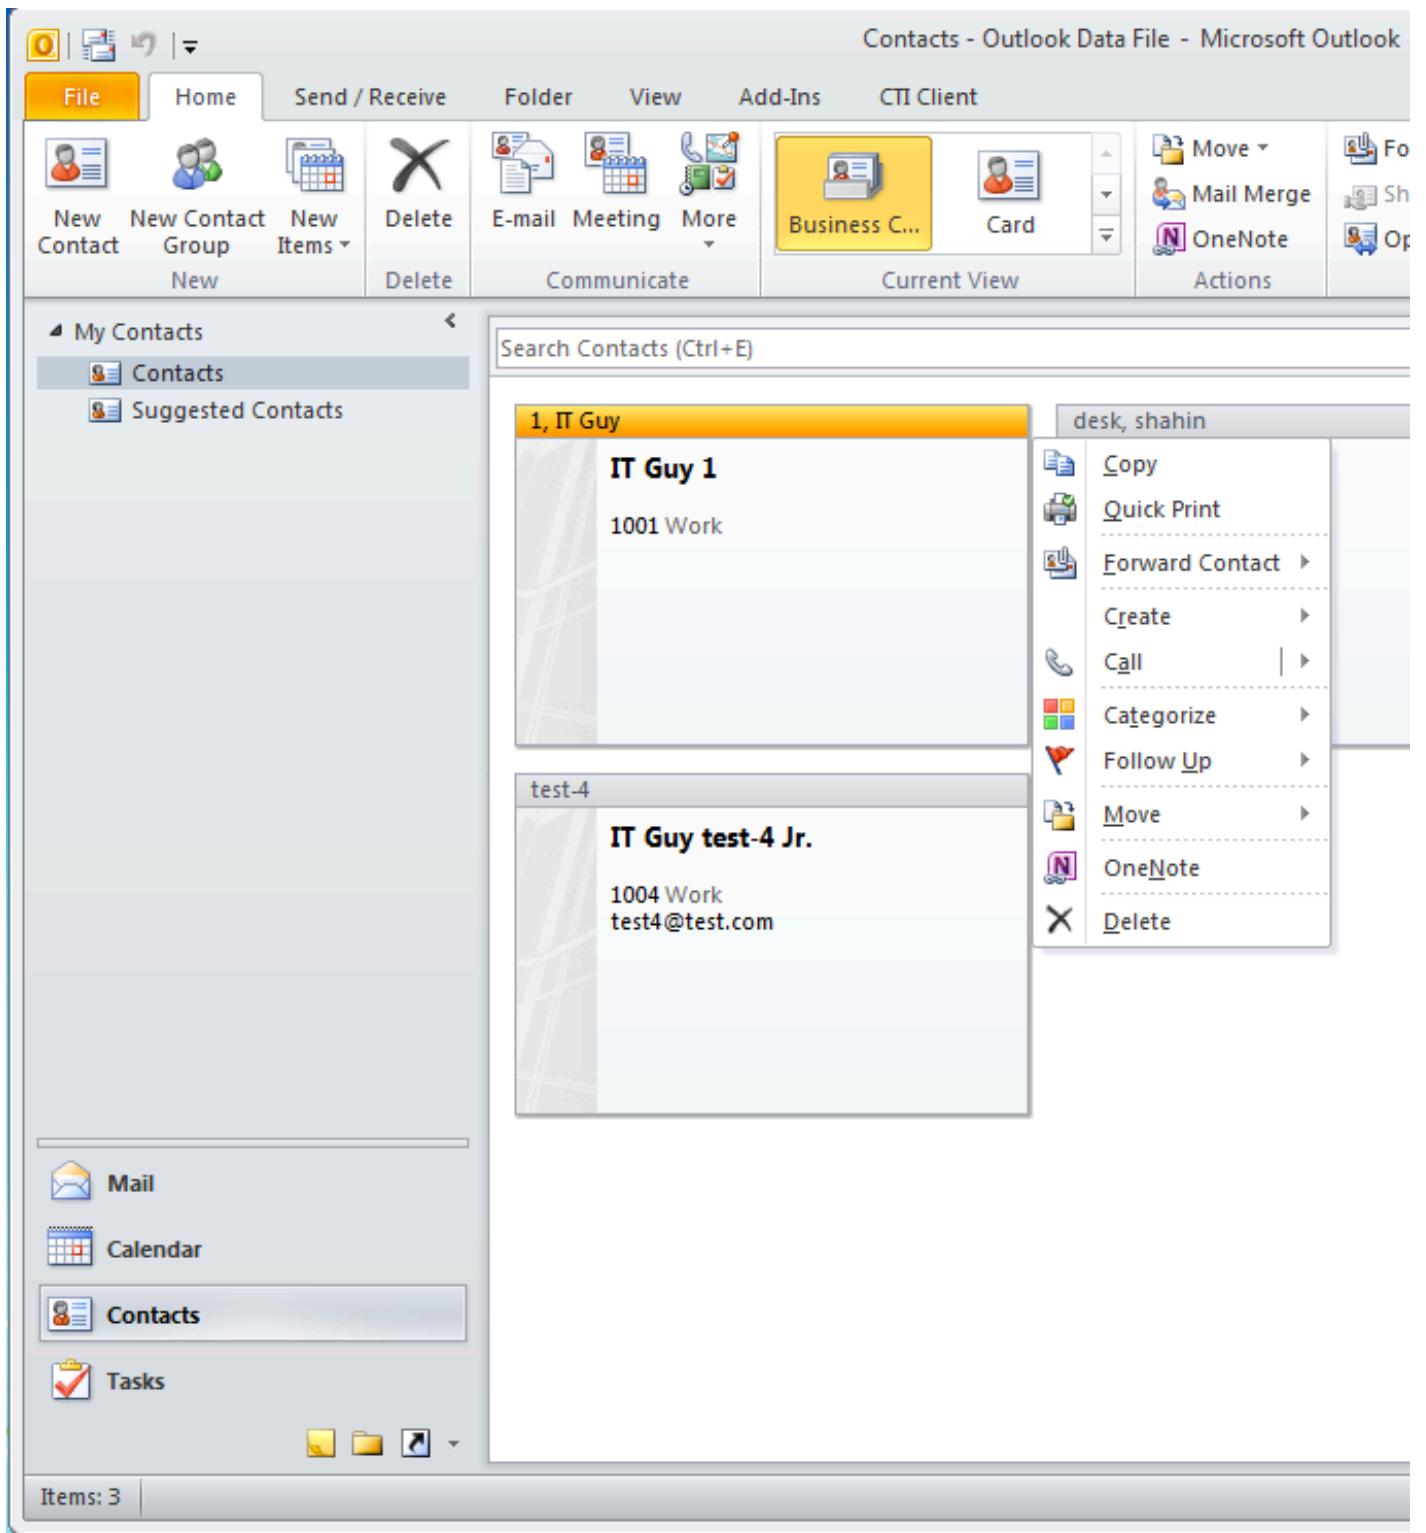 Contacts - Outlook Data File - Microsoft Outlook
File Home Send / Receive Folder View Add-Ins CTI Client
New Contact
New Contact Group
New Items
Delete
E-mail
Meeting
More
Business C...
Card
Move
Mail Merge
OneNote
Fo
Sh
Op
New Delete Communicate Current View Actions
My Contacts
Contacts
Suggested Contacts
Search Contacts (Ctrl+E)
1, IT Guy
IT Guy 1
1001 Work
desk, shahin
Copy
Quick Print
Forward Contact
Create
Call
Categorize
Follow Up
Move
OneNote
Delete
test-4
IT Guy test-4 Jr.
1004 Work
test4@test.com
Mail
Calendar
Contacts
Tasks
Items: 3